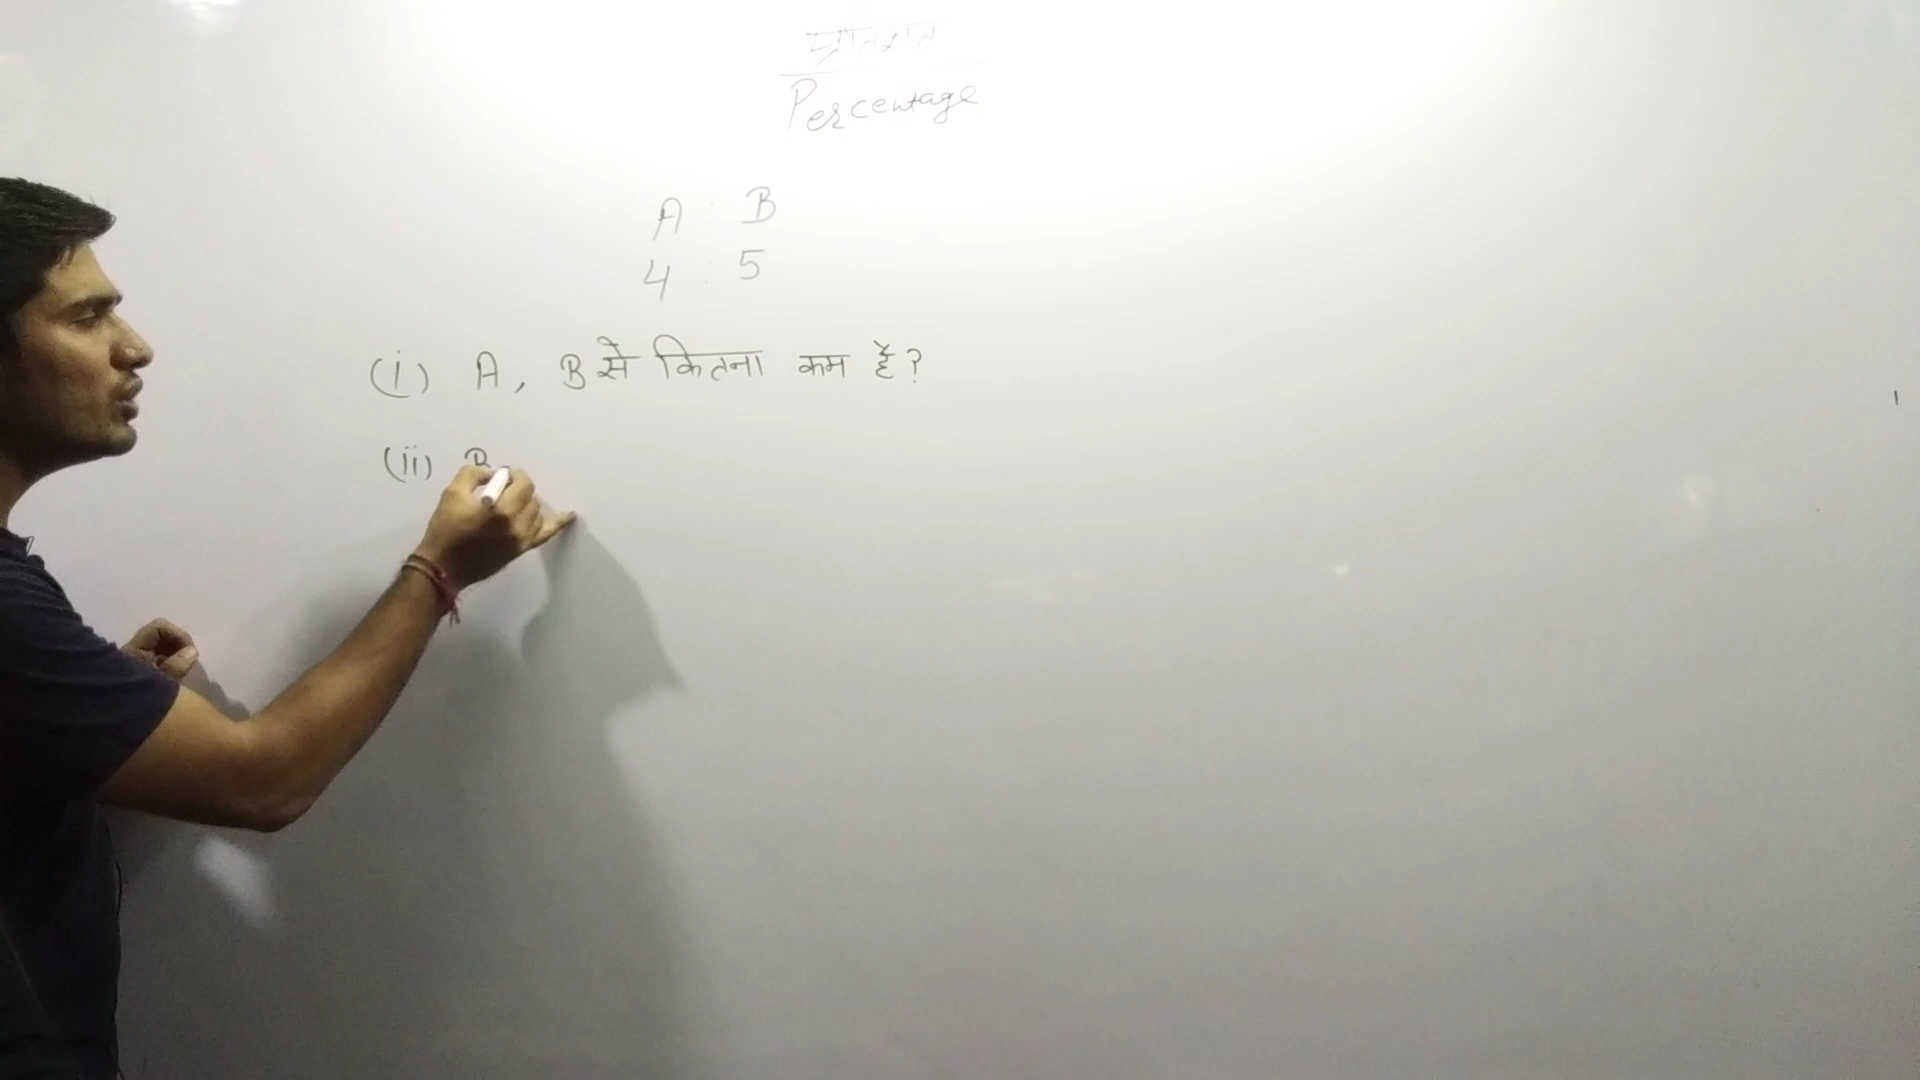 प्रतिशत
Percentage
A : B
4 : 5
(i) A, B से कितना कम है?
(ii) B